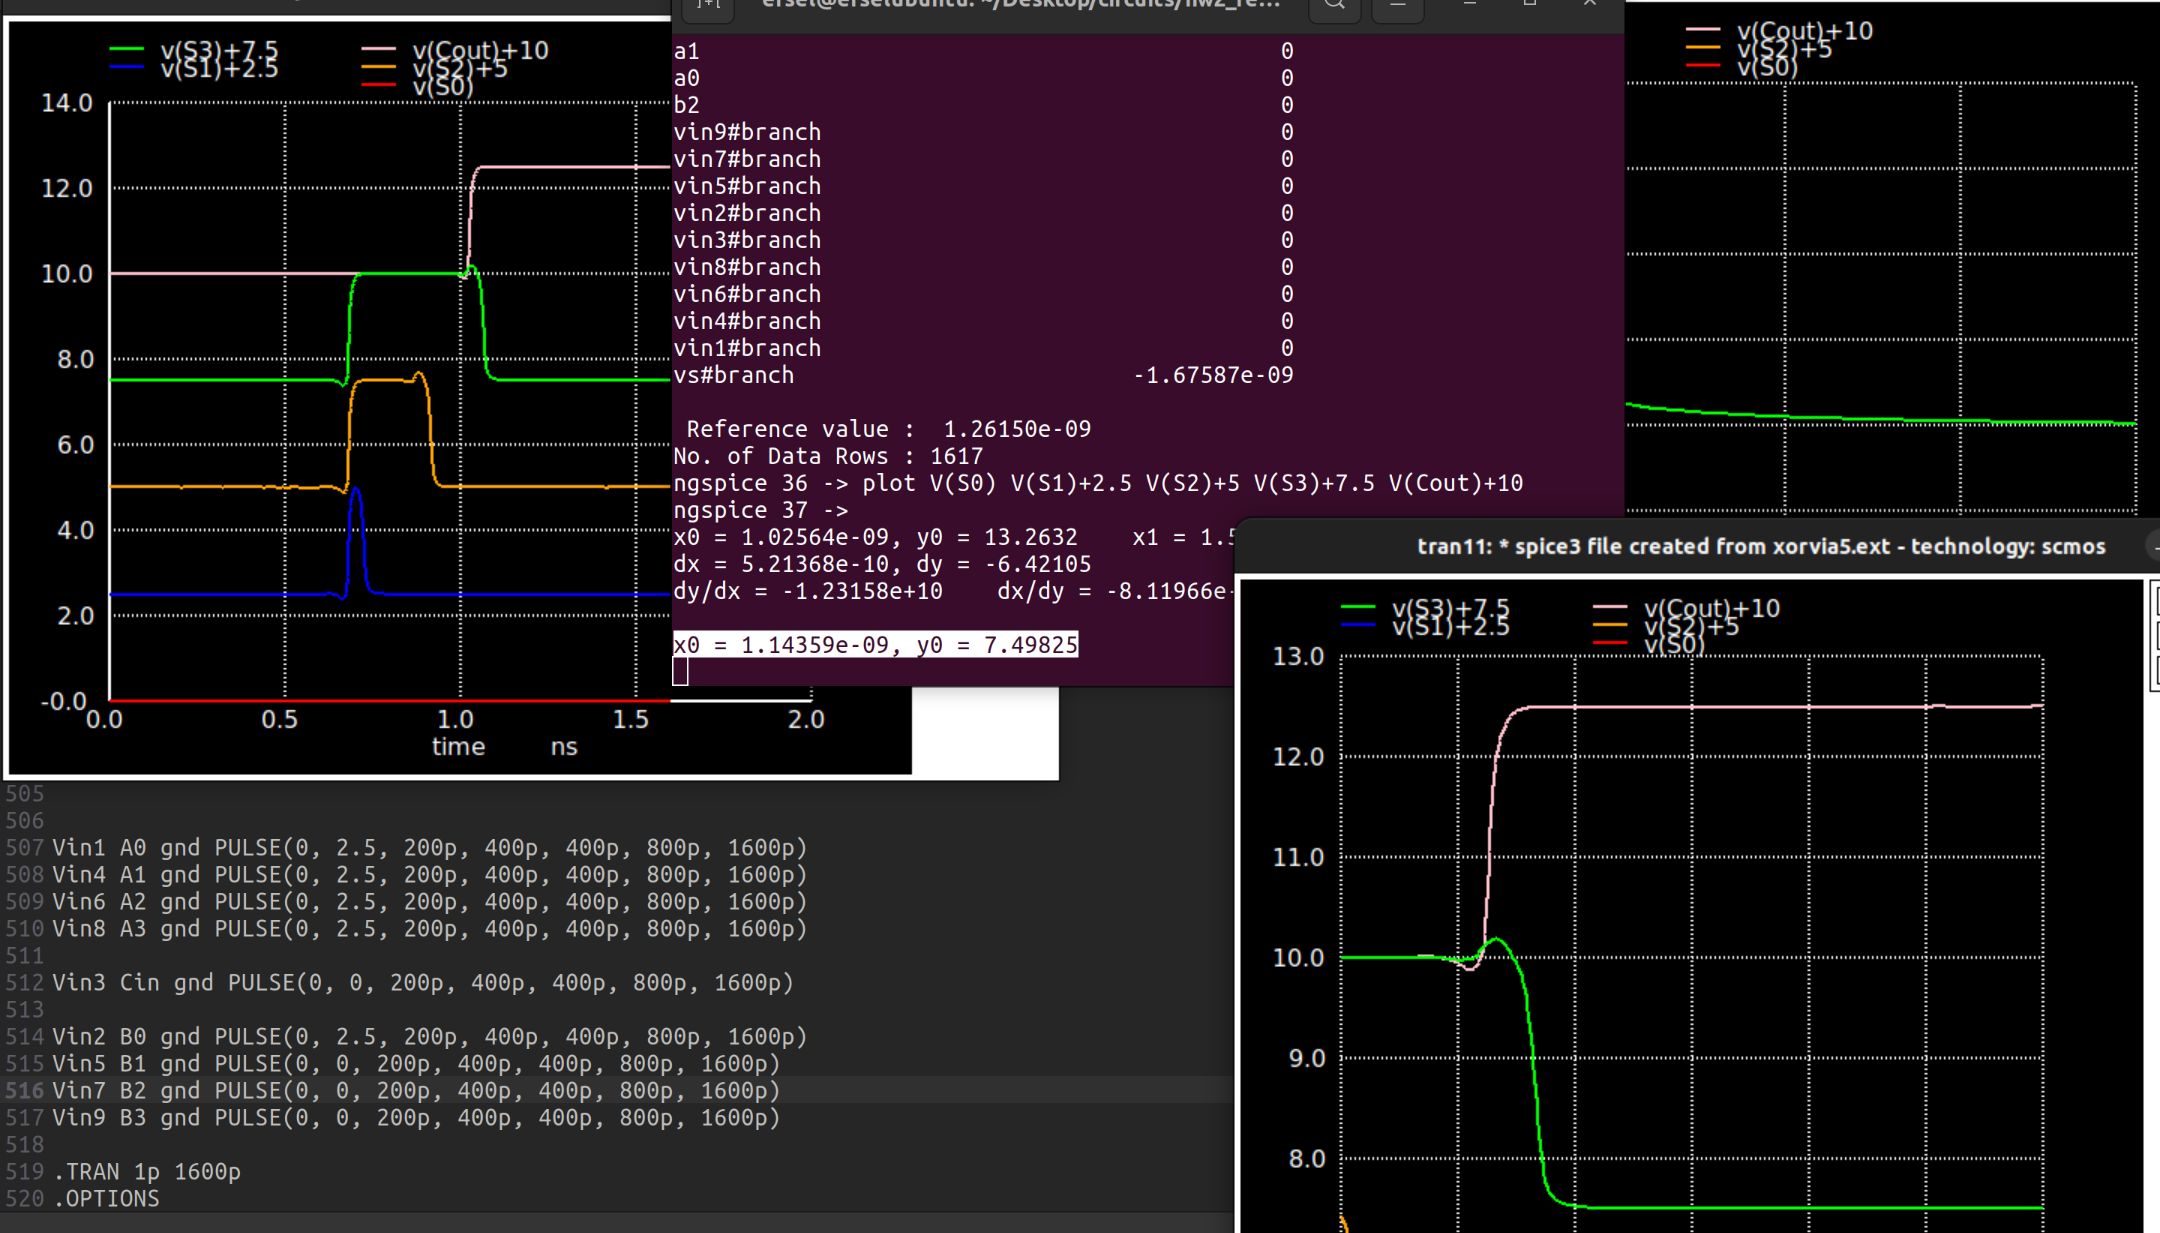 v(S3)+7.5
v(S1)+2.5
v(Cout)+10
v(S2)+5
v(S0)
14.0
12.0
10.0
8.0
6.0
4.0
2.0
-0.0
0.0 0.5 1.0 1.5 2.0
time ns
a1 0
a0 0
b2 0
vin9#branch 0
vin7#branch 0
vin5#branch 0
vin2#branch 0
vin3#branch 0
vin8#branch 0
vin6#branch 0
vin4#branch 0
vin1#branch 0
vs#branch -1.67587e-09
Reference value : 1.26150e-09
No. of Data Rows : 1617
ngspice 36 -> plot V(S0) V(S1)+2.5 V(S2)+5 V(S3)+7.5 V(Cout)+10
ngspice 37 ->
x0 = 1.02564e-09, y0 = 13.2632 x1 = 1.5
dx = 5.21368e-10, dy = -6.42105
dy/dx = -1.23158e+10 dx/dy = -8.11966e-
x0 = 1.14359e-09, y0 = 7.49825
v(Cout)+10
v(S2)+5
v(S0)
tran11: * spice3 file created from xorvia5.ext - technology: scmos
v(S3)+7.5
v(S1)+2.5
v(Cout)+10
v(S2)+5
v(S0)
13.0
12.0
11.0
10.0
9.0
8.0
505
506
507 Vin1 A0 gnd PULSE(0, 2.5, 200p, 400p, 400p, 800p, 1600p)
508 Vin4 A1 gnd PULSE(0, 2.5, 200p, 400p, 400p, 800p, 1600p)
509 Vin6 A2 gnd PULSE(0, 2.5, 200p, 400p, 400p, 800p, 1600p)
510 Vin8 A3 gnd PULSE(0, 2.5, 200p, 400p, 400p, 800p, 1600p)
511
512 Vin3 Cin gnd PULSE(0, 0, 200p, 400p, 400p, 800p, 1600p)
513
514 Vin2 B0 gnd PULSE(0, 2.5, 200p, 400p, 400p, 800p, 1600p)
515 Vin5 B1 gnd PULSE(0, 0, 200p, 400p, 400p, 800p, 1600p)
516 Vin7 B2 gnd PULSE(0, 0, 200p, 400p, 400p, 800p, 1600p)
517 Vin9 B3 gnd PULSE(0, 0, 200p, 400p, 400p, 800p, 1600p)
518
519 .TRAN 1p 1600p
520 .OPTIONS